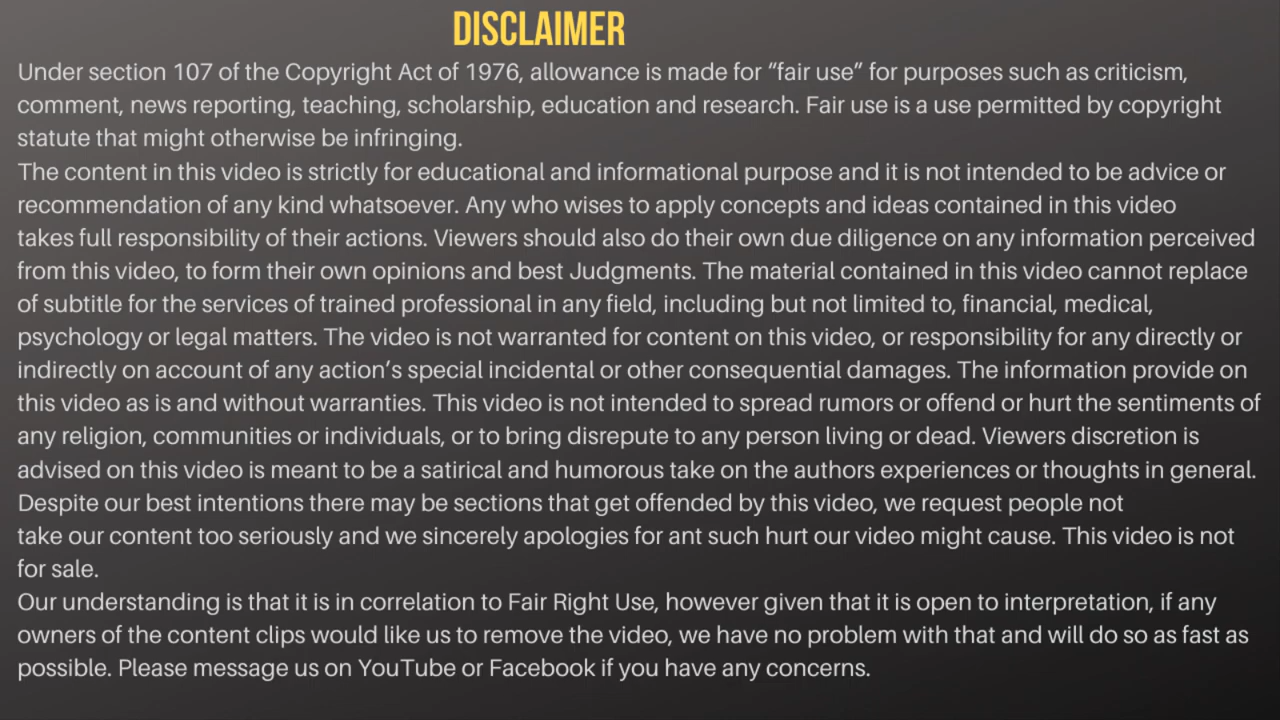 DISCLAIMER
Under section 107 of the Copyright Act of 1976, allowance is made for “fair use” for purposes such as criticism,
comment, news reporting, teaching, scholarship, education and research. Fair use is a use permitted by copyright
statute that might otherwise be infringing.
The content in this video is strictly for educational and informational purpose and it is not intended to be advice or
recommendation of any kind whatsoever. Any who wises to apply concepts and ideas contained in this video
takes full responsibility of their actions. Viewers should also do their own due diligence on any information perceived
from this video, to form their own opinions and best Judgments. The material contained in this video cannot replace
of subtitle for the services of trained professional in any field, including but not limited to, financial, medical,
psychology or legal matters. The video is not warranted for content on this video, or responsibility for any directly or
indirectly on account of any action’s special incidental or other consequential damages. The information provide on
this video as is and without warranties. This video is not intended to spread rumors or offend or hurt the sentiments of
any religion, communities or individuals, or to bring disrepute to any person living or dead. Viewers discretion is
advised on this video is meant to be a satirical and humorous take on the authors experiences or thoughts in general.
Despite our best intentions there may be sections that get offended by this video, we request people not
take our content too seriously and we sincerely apologies for ant such hurt our video might cause. This video is not
for sale.
Our understanding is that it is in correlation to Fair Right Use, however given that it is open to interpretation, if any
owners of the content clips would like us to remove the video, we have no problem with that and will do so as fast as
possible. Please message us on YouTube or Facebook if you have any concerns.